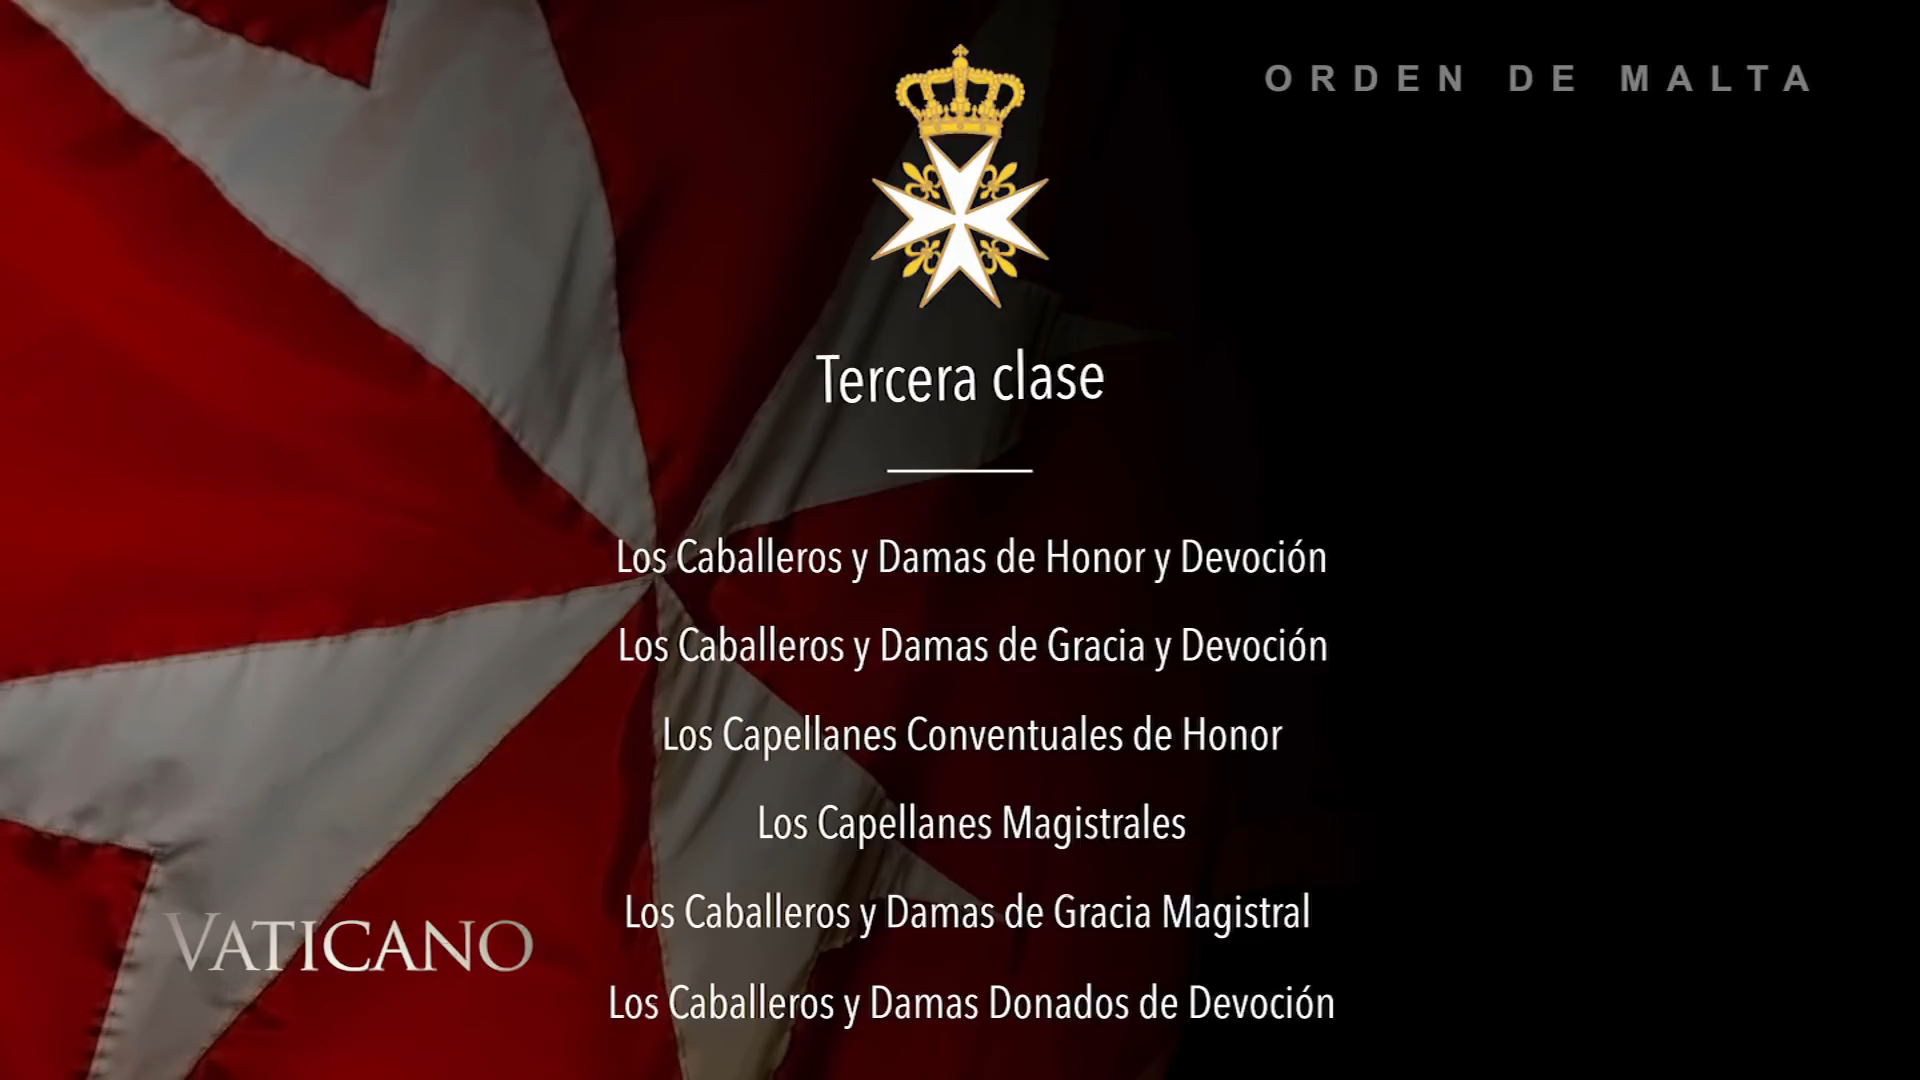 ORDEN DE MALTA
Tercera clase
Los Caballeros y Damas de Honor y Devoción
Los Caballeros y Damas de Gracia y Devoción
Los Capellanes Conventuales de Honor
Los Capellanes Magistrales
Los Caballeros y Damas de Gracia Magistral
VATICANO
Los Caballeros y Damas Donados de Devoción